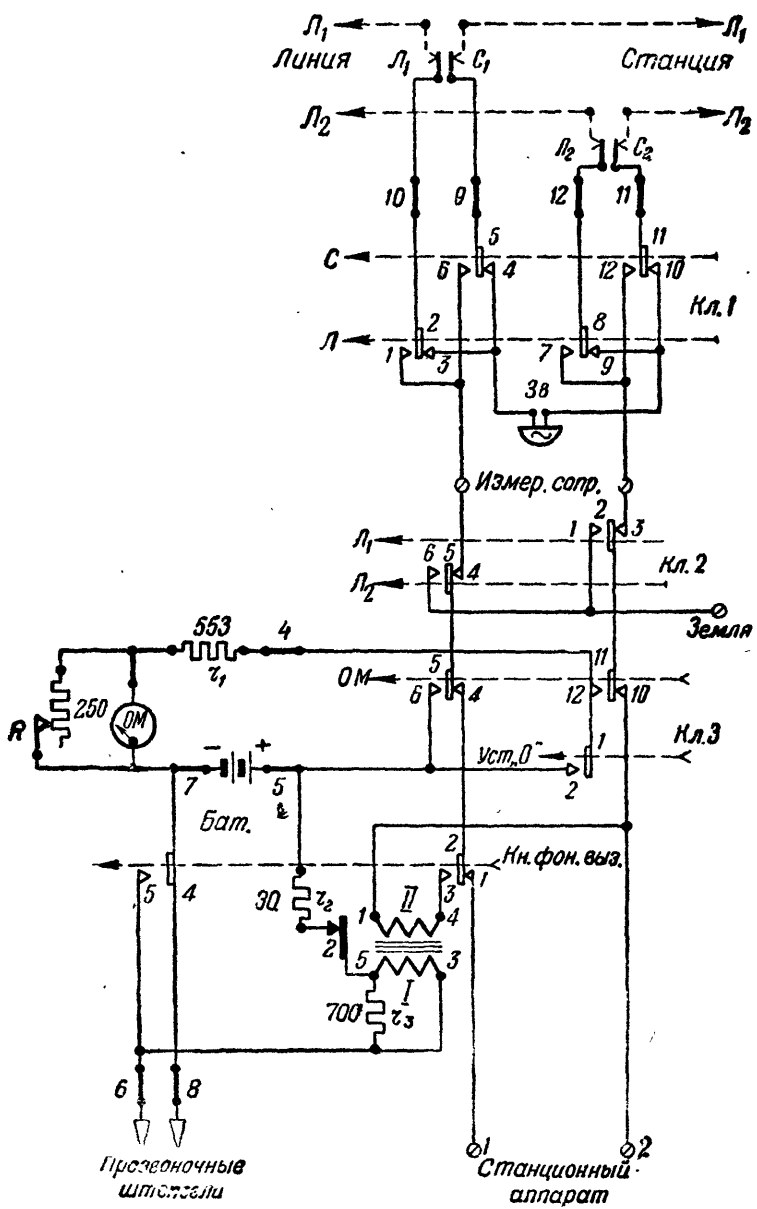 Л₁ Л₁
Линия Л₁ С₁ Станция
Л₂ Л₂
Л₂ С₂
10 9 12 11
С 5 11
6 4 12 10
Кл. 1
Л 2 8
1 3 7 9
Зв
Измер. сопр.
Л₁ 1 2 3
Л₂ 6 5 4 Кл. 2
Земля
553 4
r₁
R 250 ОМ
ОМ 5 11
6 4 12 10
Уст. „0" 1 Кл. 3
2
7 - + 5
Бат.
Кн. фон. выз.
5 4 2
3 1
30 r₂
1 II 4
2
5 I 3
700 r₃
6 8
1 2
Прозвоночные
штепсели
Станционный
аппарат